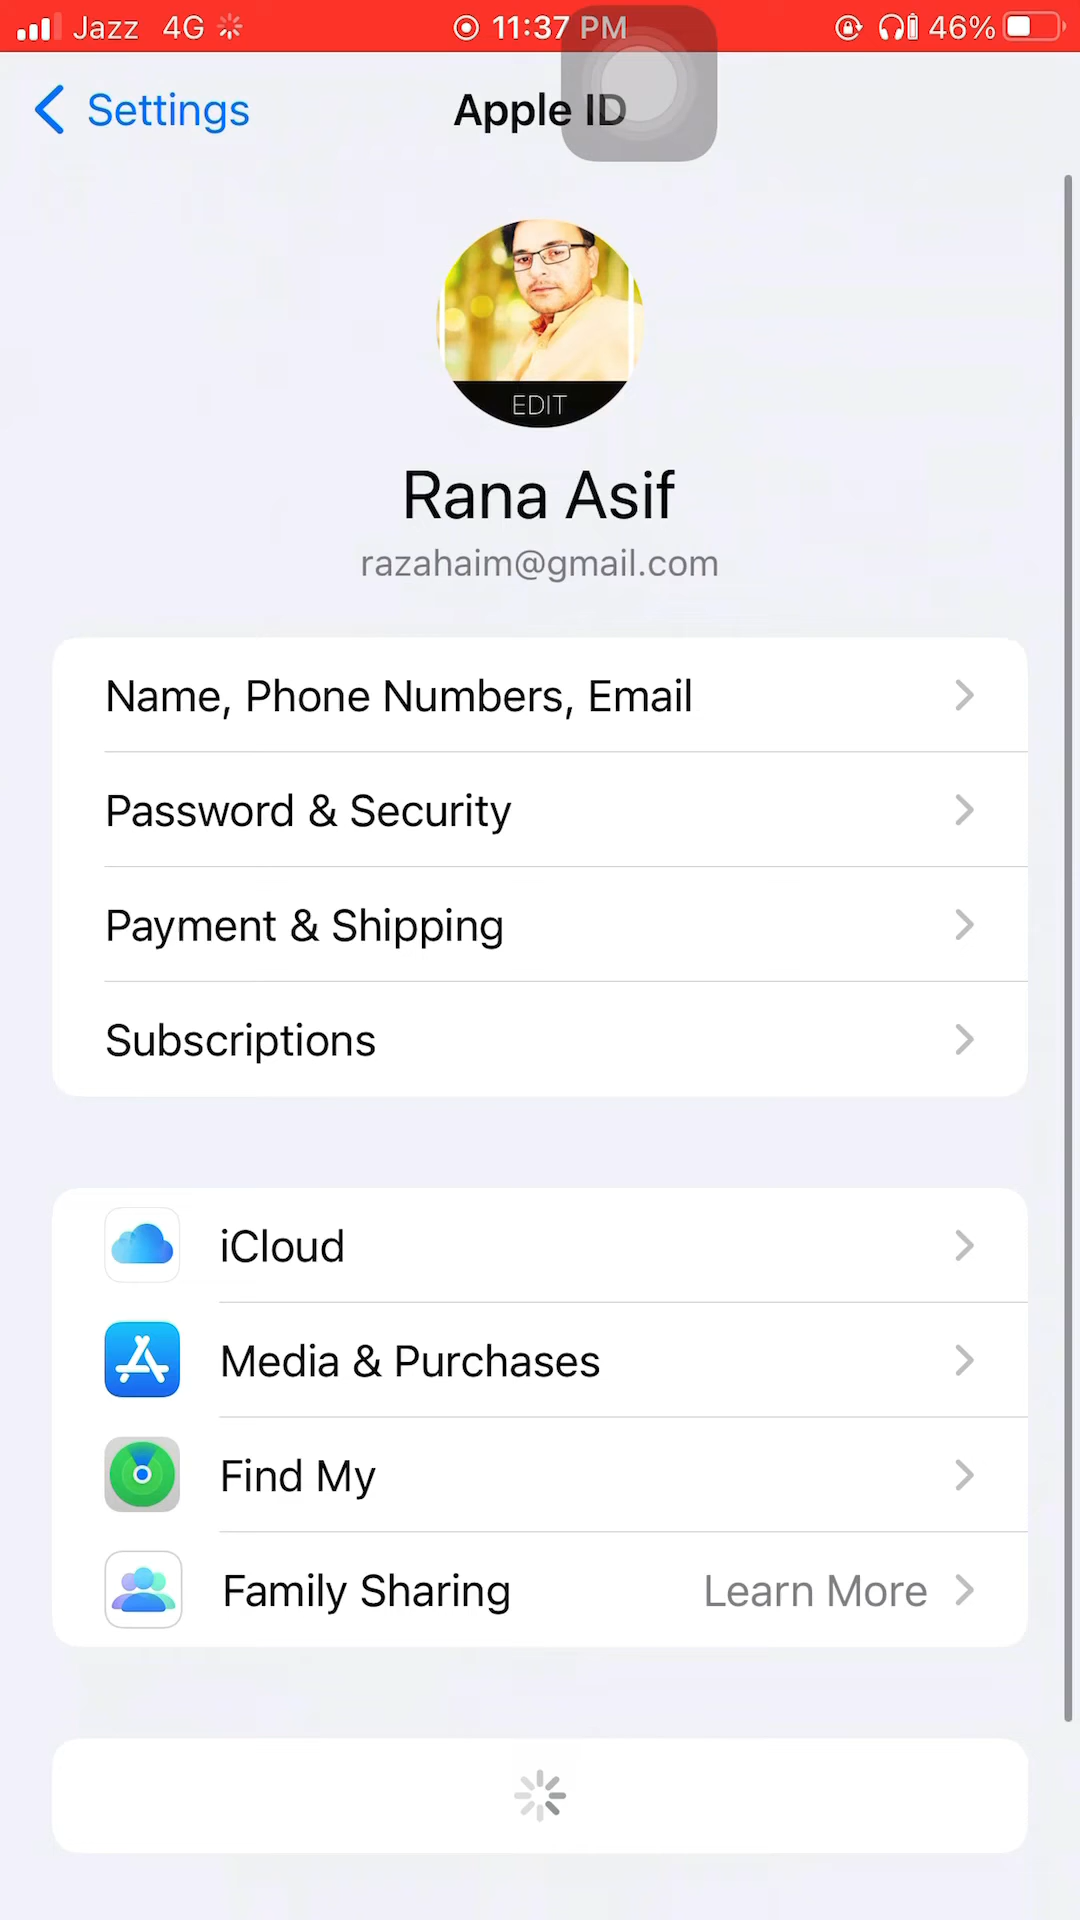 Jazz 4G 11:37 PM 46%
Settings Apple ID
EDIT
Rana Asif
razahaim@gmail.com
Name, Phone Numbers, Email
Password & Security
Payment & Shipping
Subscriptions
iCloud
Media & Purchases
Find My
Family Sharing Learn More